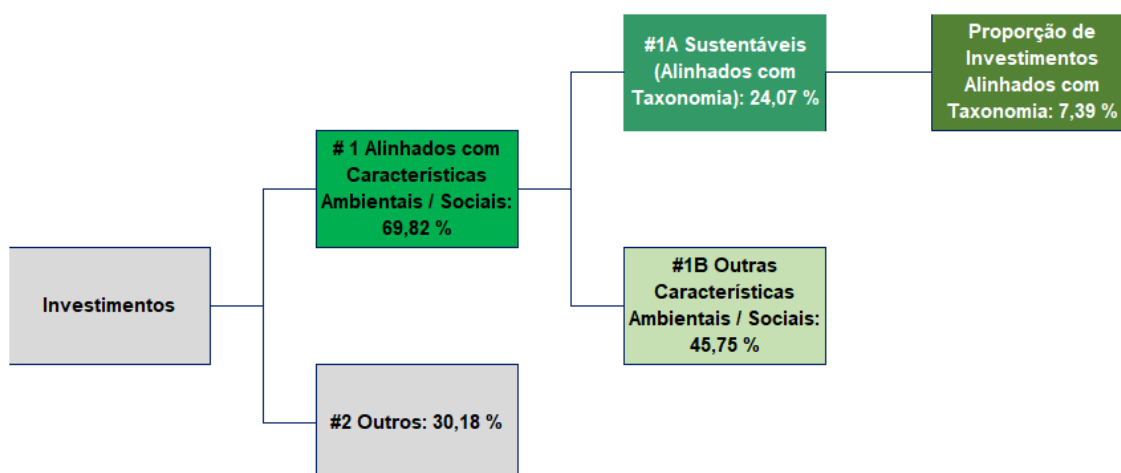 Investimentos
# 1 Alinhados com
Características
Ambientais / Sociais:
69,82 %
#2 Outros: 30,18 %
#1A Sustentáveis
(Alinhados com
Taxonomia): 24,07 %
#1B Outras
Características
Ambientais / Sociais:
45,75 %
Proporção de
Investimentos
Alinhados com
Taxonomia: 7,39 %